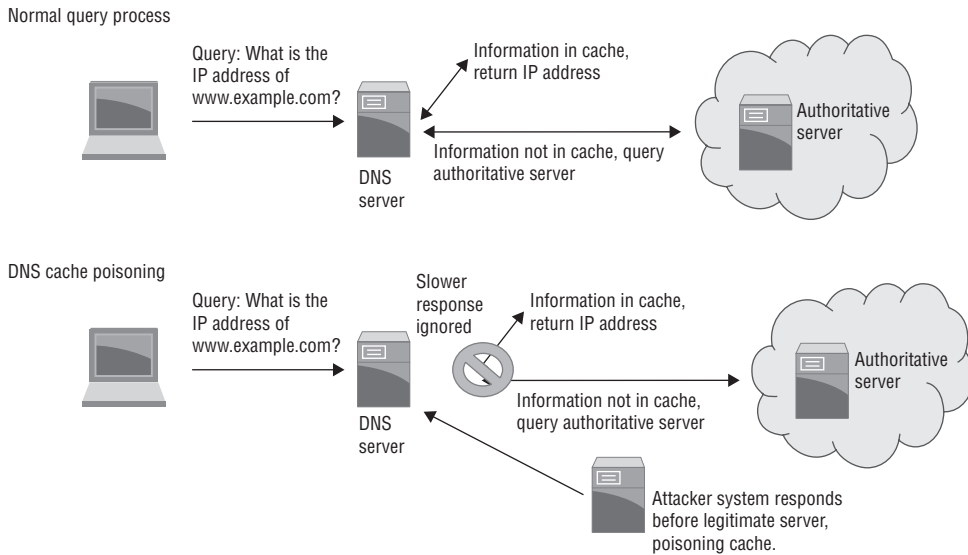 Normal query process
Query: What is the
IP address of
www.example.com?
Information in cache,
return IP address
Information not in cache, query
authoritative server
DNS
server
Authoritative
server
DNS cache poisoning
Query: What is the
IP address of
www.example.com?
Slower
response
ignored
Information in cache,
return IP address
Information not in cache,
query authoritative server
DNS
server
Authoritative
server
Attacker system responds
before legitimate server,
poisoning cache.